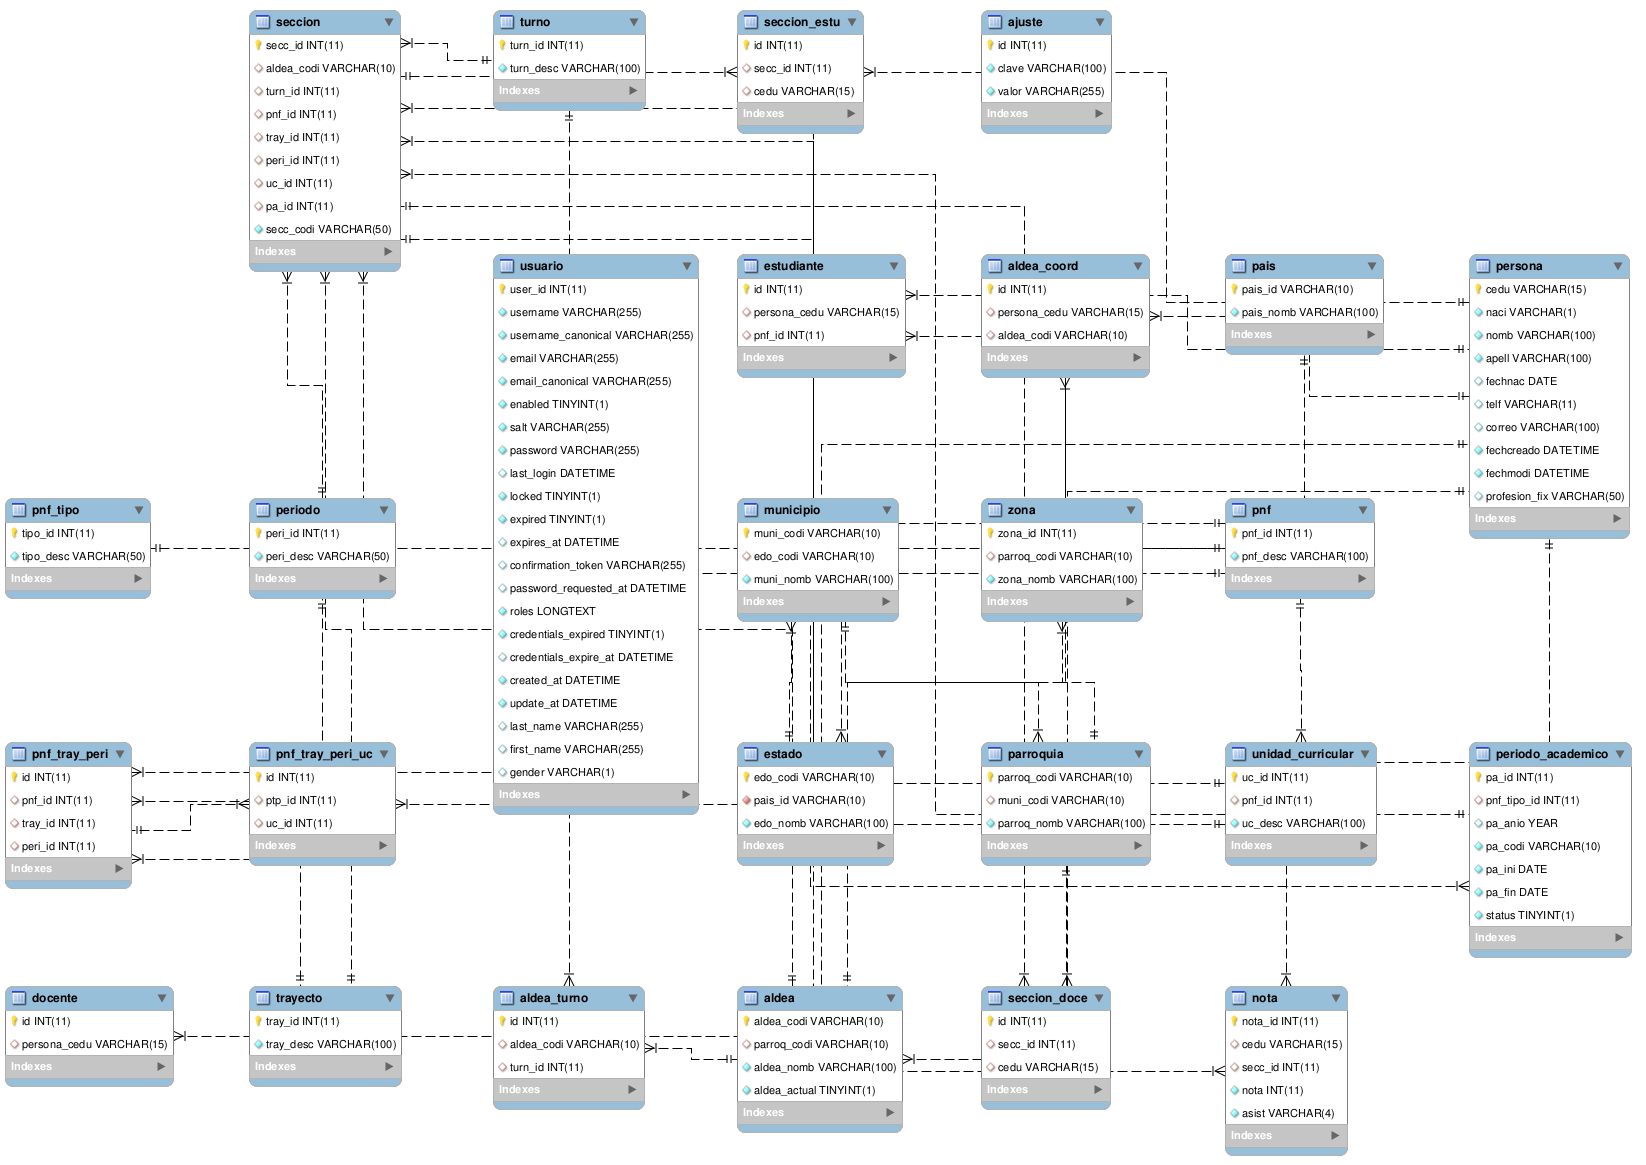 seccion
secc_id INT(11)
aldea_codi VARCHAR(10)
turn_id INT(11)
pnf_id INT(11)
tray_id INT(11)
peri_id INT(11)
uc_id INT(11)
pa_id INT(11)
secc_codi VARCHAR(50)
Indexes
turno
turn_id INT(11)
turn_desc VARCHAR(100)
Indexes
seccion_estu
id INT(11)
secc_id INT(11)
cedu VARCHAR(15)
Indexes
ajuste
id INT(11)
clave VARCHAR(100)
valor VARCHAR(255)
Indexes
usuario
user_id INT(11)
username VARCHAR(255)
username_canonical VARCHAR(255)
email VARCHAR(255)
email_canonical VARCHAR(255)
enabled TINYINT(1)
salt VARCHAR(255)
password VARCHAR(255)
last_login DATETIME
locked TINYINT(1)
expired TINYINT(1)
expires_at DATETIME
confirmation_token VARCHAR(255)
password_requested_at DATETIME
roles LONGTEXT
credentials_expired TINYINT(1)
credentials_expire_at DATETIME
created_at DATETIME
update_at DATETIME
last_name VARCHAR(255)
first_name VARCHAR(255)
gender VARCHAR(1)
Indexes
estudiante
id INT(11)
persona_cedu VARCHAR(15)
pnf_id INT(11)
Indexes
aldea_coord
id INT(11)
persona_cedu VARCHAR(15)
aldea_codi VARCHAR(10)
Indexes
pais
pais_id VARCHAR(10)
pais_nomb VARCHAR(100)
Indexes
persona
cedu VARCHAR(15)
naci VARCHAR(1)
nomb VARCHAR(100)
apell VARCHAR(100)
fechnac DATE
telf VARCHAR(11)
correo VARCHAR(100)
fechcreado DATETIME
fechmodi DATETIME
profesion_fix VARCHAR(50)
Indexes
pnf_tipo
tipo_id INT(11)
tipo_desc VARCHAR(50)
Indexes
periodo
peri_id INT(11)
peri_desc VARCHAR(50)
Indexes
municipio
muni_codi VARCHAR(10)
edo_codi VARCHAR(10)
muni_nomb VARCHAR(100)
Indexes
zona
zona_id INT(11)
parroq_codi VARCHAR(10)
zona_nomb VARCHAR(100)
Indexes
pnf
pnf_id INT(11)
pnf_desc VARCHAR(100)
Indexes
pnf_tray_peri
id INT(11)
pnf_id INT(11)
tray_id INT(11)
peri_id INT(11)
Indexes
pnf_tray_peri_uc
id INT(11)
ptp_id INT(11)
uc_id INT(11)
Indexes
estado
edo_codi VARCHAR(10)
pais_id VARCHAR(10)
edo_nomb VARCHAR(100)
Indexes
parroquia
parroq_codi VARCHAR(10)
muni_codi VARCHAR(10)
parroq_nomb VARCHAR(100)
Indexes
unidad_curricular
uc_id INT(11)
pnf_id INT(11)
uc_desc VARCHAR(100)
Indexes
periodo_academico
pa_id INT(11)
pnf_tipo_id INT(11)
pa_anio YEAR
pa_codi VARCHAR(10)
pa_ini DATE
pa_fin DATE
status TINYINT(1)
Indexes
docente
id INT(11)
persona_cedu VARCHAR(15)
Indexes
trayecto
tray_id INT(11)
tray_desc VARCHAR(100)
Indexes
aldea_turno
id INT(11)
aldea_codi VARCHAR(10)
turn_id INT(11)
Indexes
aldea
aldea_codi VARCHAR(10)
parroq_codi VARCHAR(10)
aldea_nomb VARCHAR(100)
aldea_actual TINYINT(1)
Indexes
seccion_doce
id INT(11)
secc_id INT(11)
cedu VARCHAR(15)
Indexes
nota
nota_id INT(11)
cedu VARCHAR(15)
secc_id INT(11)
nota INT(11)
asist VARCHAR(4)
Indexes